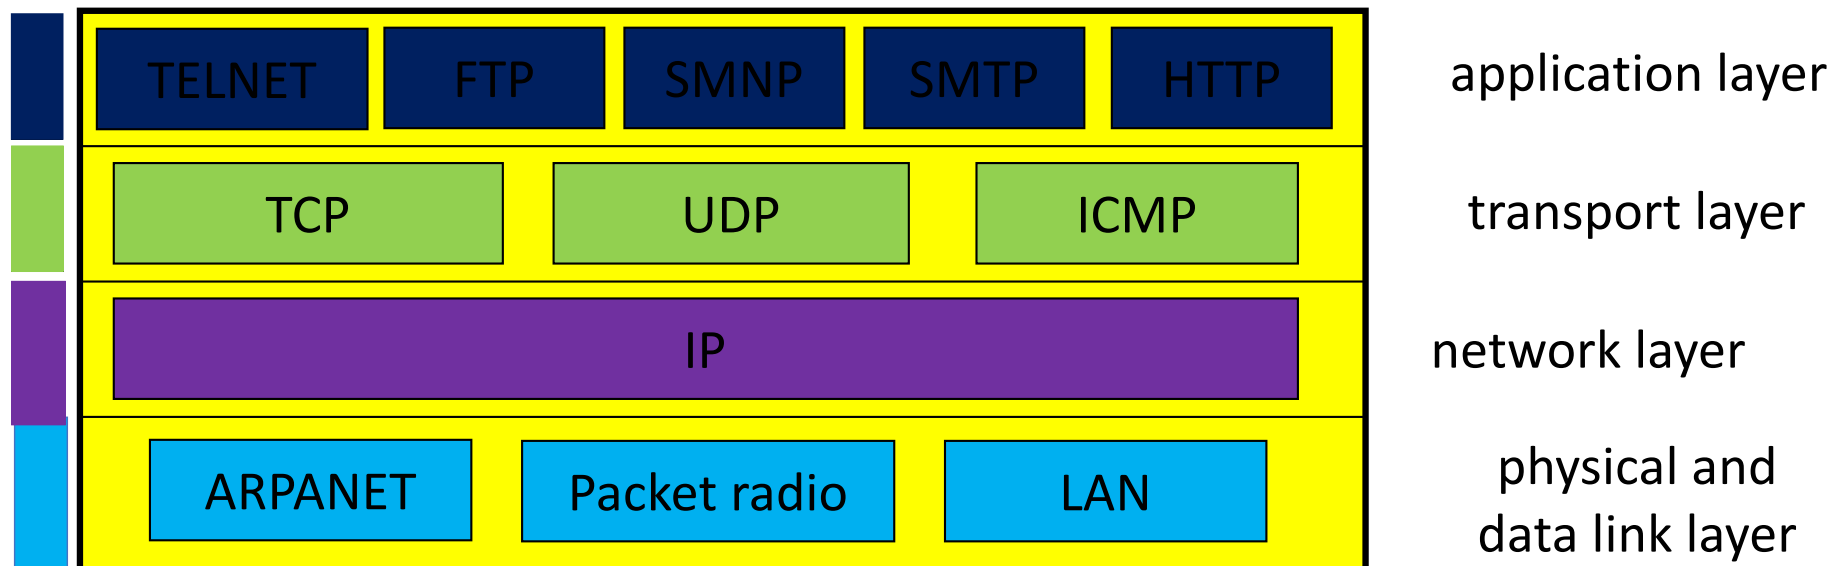 TELNET FTP SMNP SMTP HTTP application layer
TCP UDP ICMP transport layer
IP network layer
ARPANET Packet radio LAN physical and
data link layer